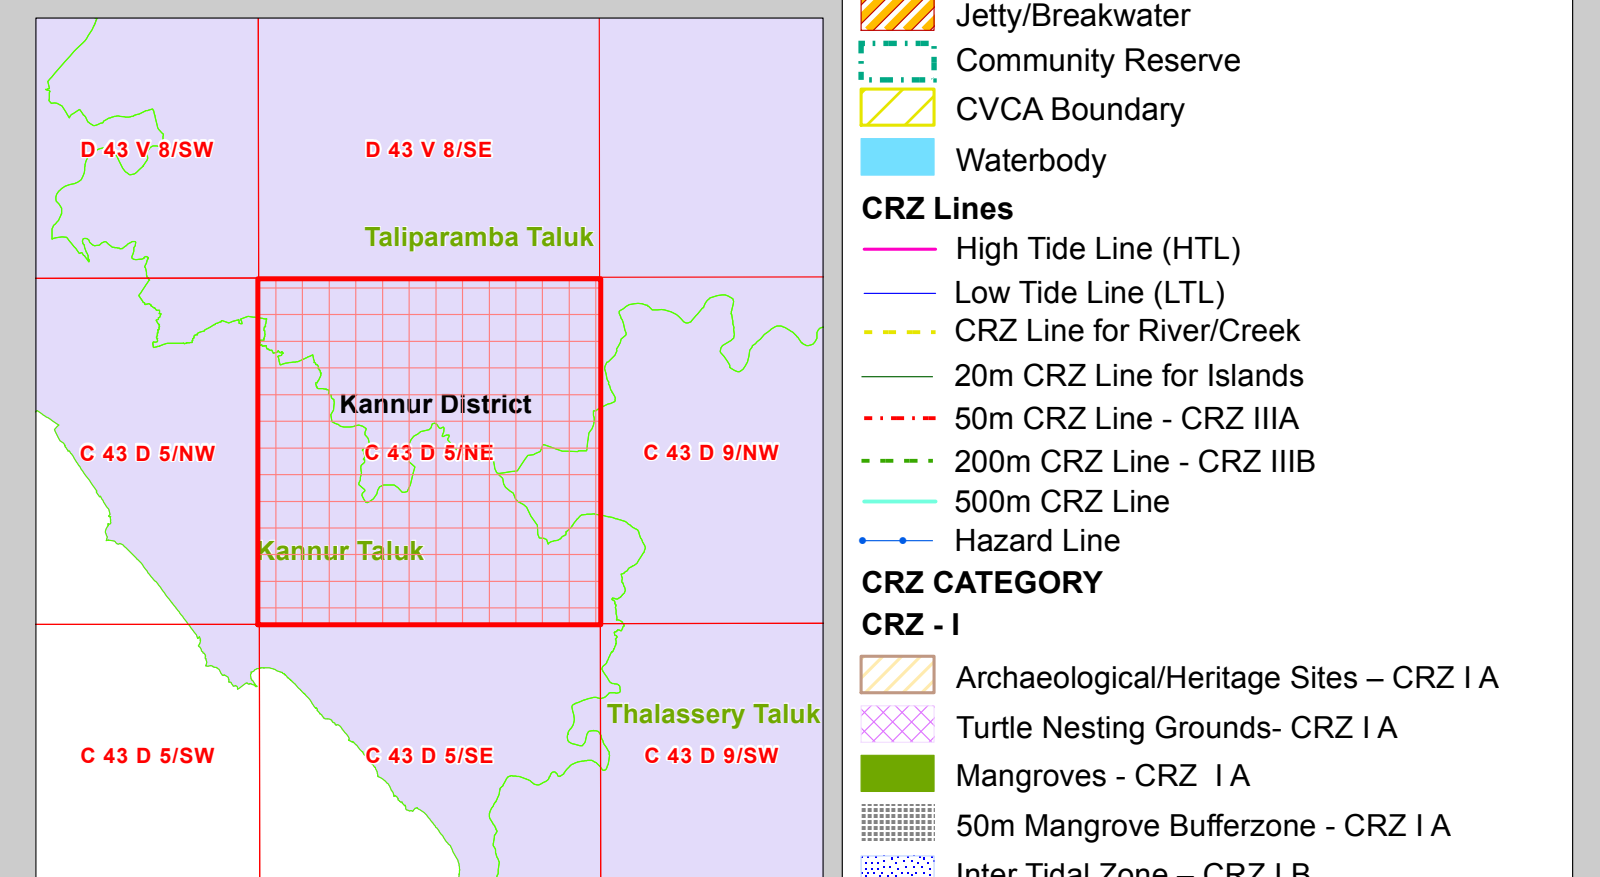 D 43 V 8/SW
D 43 V 8/SE
Taliparamba Taluk
Kannur District
C 43 D 5/NW
C 43 D 5/NE
C 43 D 9/NW
Kannur Taluk
Thalassery Taluk
C 43 D 5/SW
C 43 D 5/SE
C 43 D 9/SW
Jetty/Breakwater
Community Reserve
CVCA Boundary
Waterbody
CRZ Lines
High Tide Line (HTL)
Low Tide Line (LTL)
CRZ Line for River/Creek
20m CRZ Line for Islands
50m CRZ Line - CRZ IIIA
200m CRZ Line - CRZ IIIB
500m CRZ Line
Hazard Line
CRZ CATEGORY
CRZ - I
Archaeological/Heritage Sites – CRZ I A
Turtle Nesting Grounds- CRZ I A
Mangroves - CRZ  I A
50m Mangrove Bufferzone - CRZ I A
Inter Tidal Zone – CRZ I B